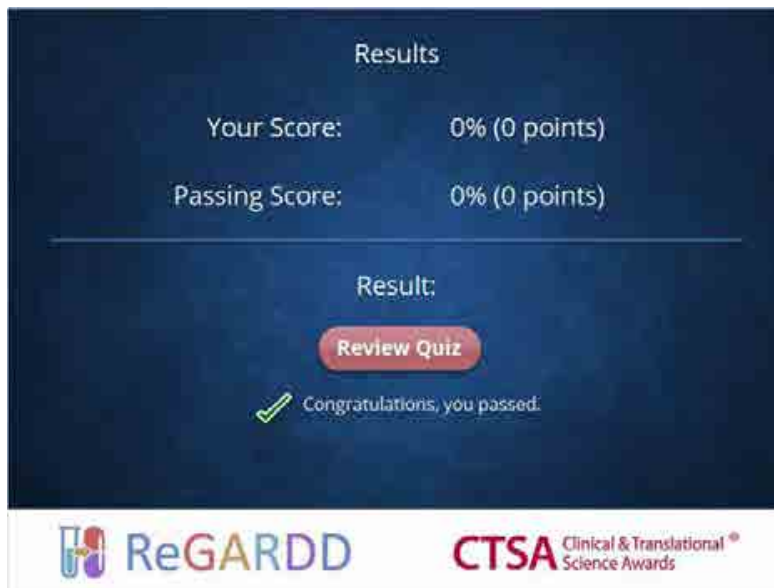 Results
Your Score: 0% (0 points)
Passing Score: 0% (0 points)
Result:
Review Quiz
Congratulations, you passed.
ReGARDD
CTSA Clinical & Translational ®
Science Awards